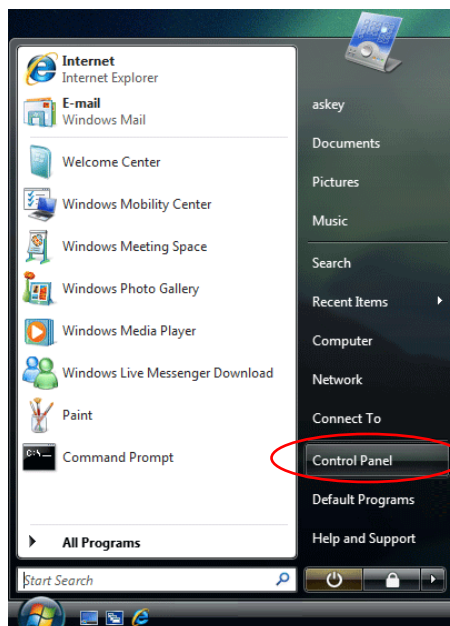 Internet
Internet Explorer
E-mail
Windows Mail
Welcome Center
Windows Mobility Center
Windows Meeting Space
Windows Photo Gallery
Windows Media Player
Windows Live Messenger Download
Paint
Command Prompt
All Programs
Start Search
askey
Documents
Pictures
Music
Search
Recent Items
Computer
Network
Connect To
Control Panel
Default Programs
Help and Support